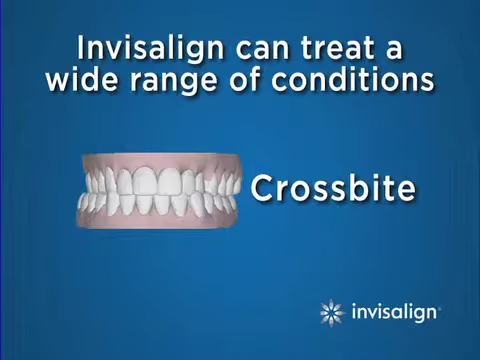 Invisalign can treat a
wide range of conditions
Crossbite
invisalign